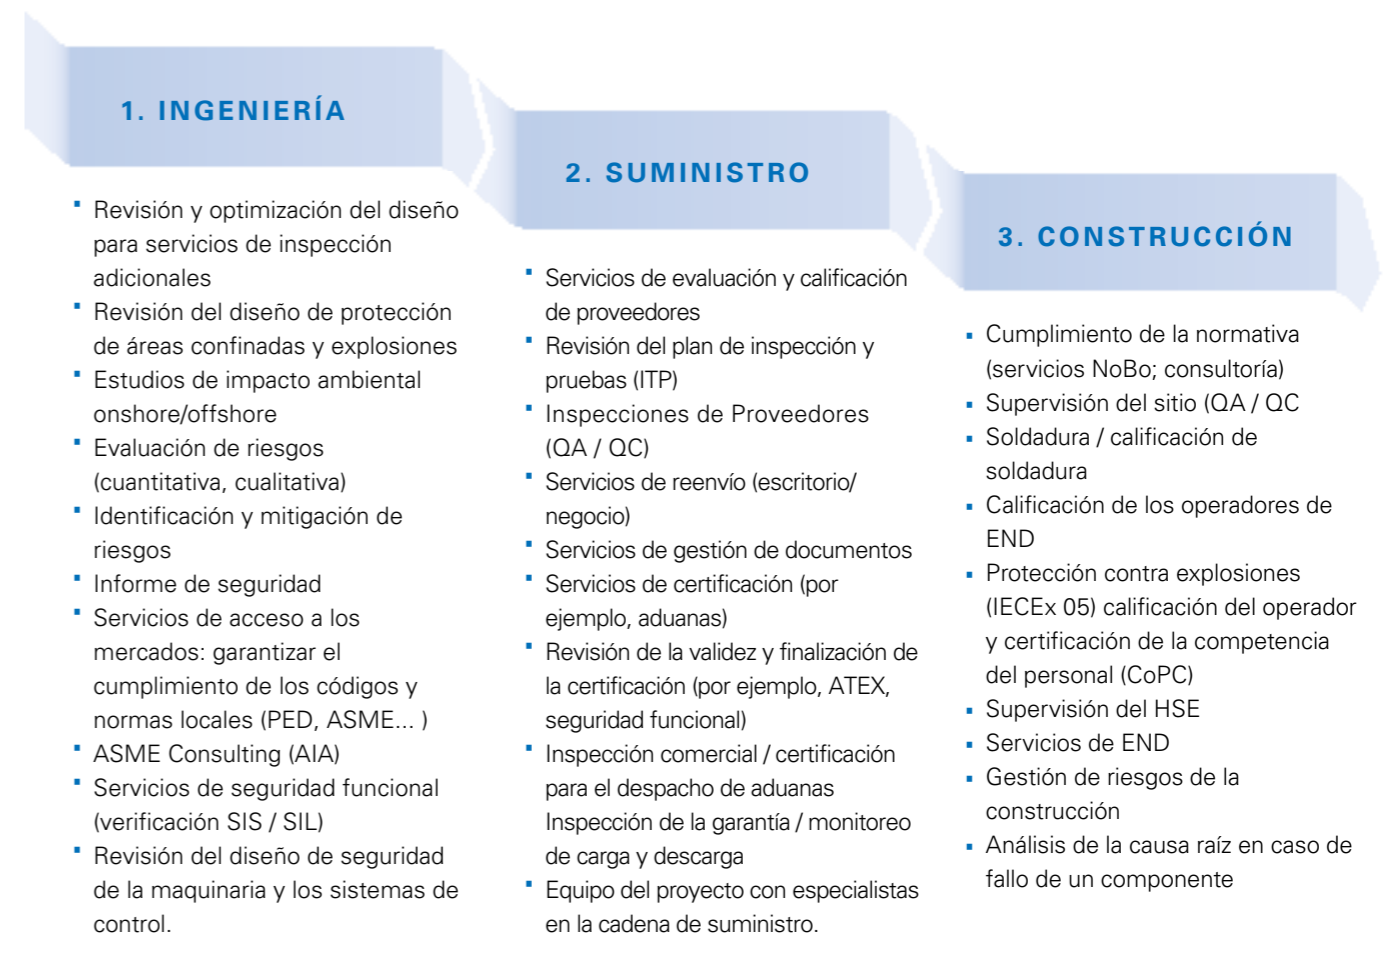 1. INGENIERÍA
▪ Revisión y optimización del diseño
para servicios de inspección
adicionales
▪ Revisión del diseño de protección
de áreas confinadas y explosiones
▪ Estudios de impacto ambiental
onshore/offshore
▪ Evaluación de riesgos
(cuantitativa, cualitativa)
▪ Identificación y mitigación de
riesgos
▪ Informe de seguridad
▪ Servicios de acceso a los
mercados: garantizar el
cumplimiento de los códigos y
normas locales (PED, ASME... )
▪ ASME Consulting (AIA)
▪ Servicios de seguridad funcional
(verificación SIS / SIL)
▪ Revisión del diseño de seguridad
de la maquinaria y los sistemas de
control.
2. SUMINISTRO
▪ Servicios de evaluación y calificación
de proveedores
▪ Revisión del plan de inspección y
pruebas (ITP)
▪ Inspecciones de Proveedores
(QA / QC)
▪ Servicios de reenvío (escritorio/
negocio)
▪ Servicios de gestión de documentos
▪ Servicios de certificación (por
ejemplo, aduanas)
▪ Revisión de la validez y finalización de
la certificación (por ejemplo, ATEX,
seguridad funcional)
▪ Inspección comercial / certificación
para el despacho de aduanas
Inspección de la garantía / monitoreo
de carga y descarga
▪ Equipo del proyecto con especialistas
en la cadena de suministro.
3. CONSTRUCCIÓN
▪ Cumplimiento de la normativa
(servicios NoBo; consultoría)
▪ Supervisión del sitio (QA / QC
▪ Soldadura / calificación de
soldadura
▪ Calificación de los operadores de
END
▪ Protección contra explosiones
(IECEx 05) calificación del operador
y certificación de la competencia
del personal (CoPC)
▪ Supervisión del HSE
▪ Servicios de END
▪ Gestión de riesgos de la
construcción
▪ Análisis de la causa raíz en caso de
fallo de un componente